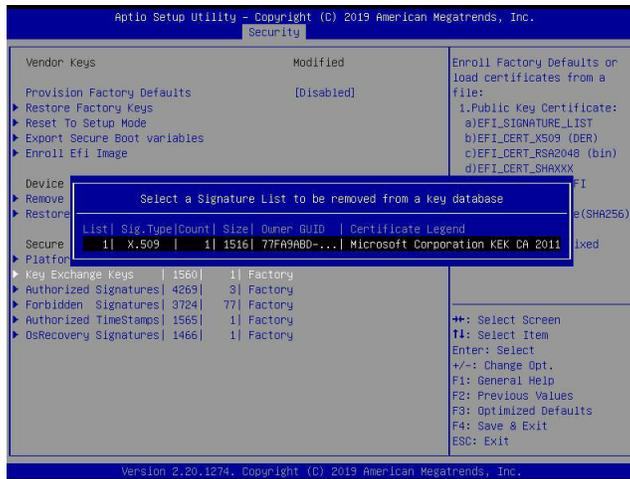 Aptio Setup Utility – Copyright (C) 2019 American Megatrends, Inc.
Security
Vendor Keys Modified
Provision Factory Defaults [Disabled]
Restore Factory Keys
Reset To Setup Mode
Export Secure Boot variables
Enroll Efi Image
Device
Remove
Restore
Select a Signature List to be removed from a key database
List| Sig.Type|Count| Size| Owner GUID | Certificate Legend
1| X.509 | 1| 1516| 77FA9ABD-...| Microsoft Corporation KEK CA 2011
Secure
Platfor
Key Exchange Keys | 1560| 1| Factory
Authorized Signatures| 4269| 3| Factory
Forbidden Signatures| 3724| 77| Factory
Authorized TimeStamps| 1565| 1| Factory
OsRecovery Signatures| 1466| 1| Factory
Enroll Factory Defaults or
load certificates from a
file:
1.Public Key Certificate:
a)EFI_SIGNATURE_LIST
b)EFI_CERT_X509 (DER)
c)EFI_CERT_RSA2048 (bin)
d)EFI_CERT_SHAXXX
FI
e(SHA256)
ixed
→←: Select Screen
↑↓: Select Item
Enter: Select
+/-: Change Opt.
F1: General Help
F2: Previous Values
F3: Optimized Defaults
F4: Save & Exit
ESC: Exit
Version 2.20.1274. Copyright (C) 2019 American Megatrends, Inc.